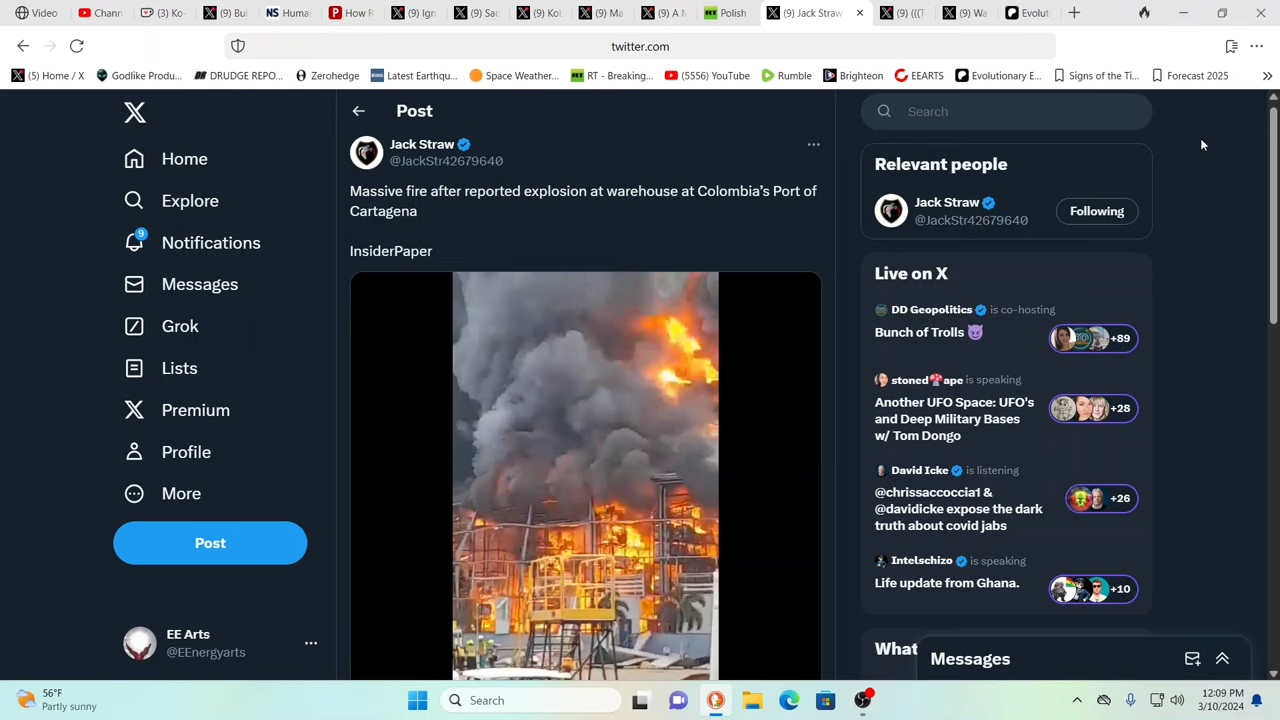 Video
Chann
(3) Ko-
(9) Bui
Human
How R
(9) Ign
(9) Sac
(9) Kot
(9) Ma
(9) A M
Polish
(9) Jack Straw
(9) (((T
(9) Wa
Evoluti
twitter.com
(5) Home / X
Godlike Produ...
DRUDGE REPO...
Zerohedge
Latest Earthqu...
Space Weather...
RT - Breaking...
(5556) YouTube
Rumble
Brighteon
EEARTS
Evolutionary E...
Signs of the Ti...
Forecast 2025
Home
Explore
9
Notifications
Messages
Grok
Lists
Premium
Profile
More
Post
EE Arts
@EEnergyarts
Post
Jack Straw
@JackStr42679640
Massive fire after reported explosion at warehouse at Colombia’s Port of
Cartagena
InsiderPaper
Search
Relevant people
Jack Straw
@JackStr42679640
Following
Live on X
DD Geopolitics is co-hosting
Bunch of Trolls
+89
stoned ape is speaking
Another UFO Space: UFO's
and Deep Military Bases
w/ Tom Dongo
+28
David Icke is listening
@chrissaccoccia1 &
@davidicke expose the dark
truth about covid jabs
+26
Intelschizo is speaking
Life update from Ghana.
+10
What
Messages
56°F
Partly sunny
Search
12:09 PM
3/10/2024